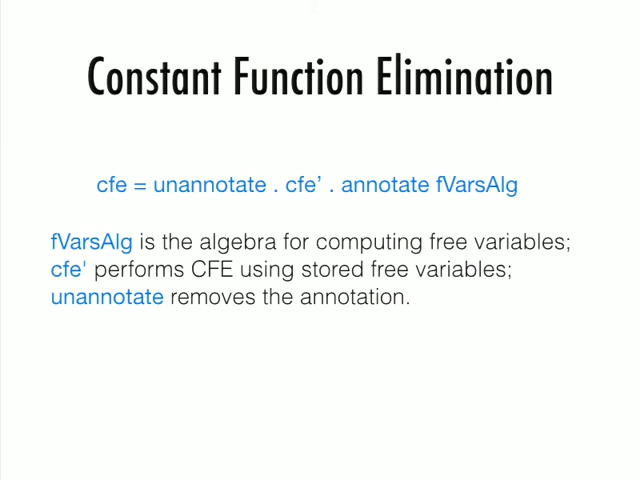 Constant Function Elimination
cfe = unannotate . cfe’ . annotate fVarsAlg
fVarsAlg is the algebra for computing free variables;
cfe' performs CFE using stored free variables;
unannotate removes the annotation.